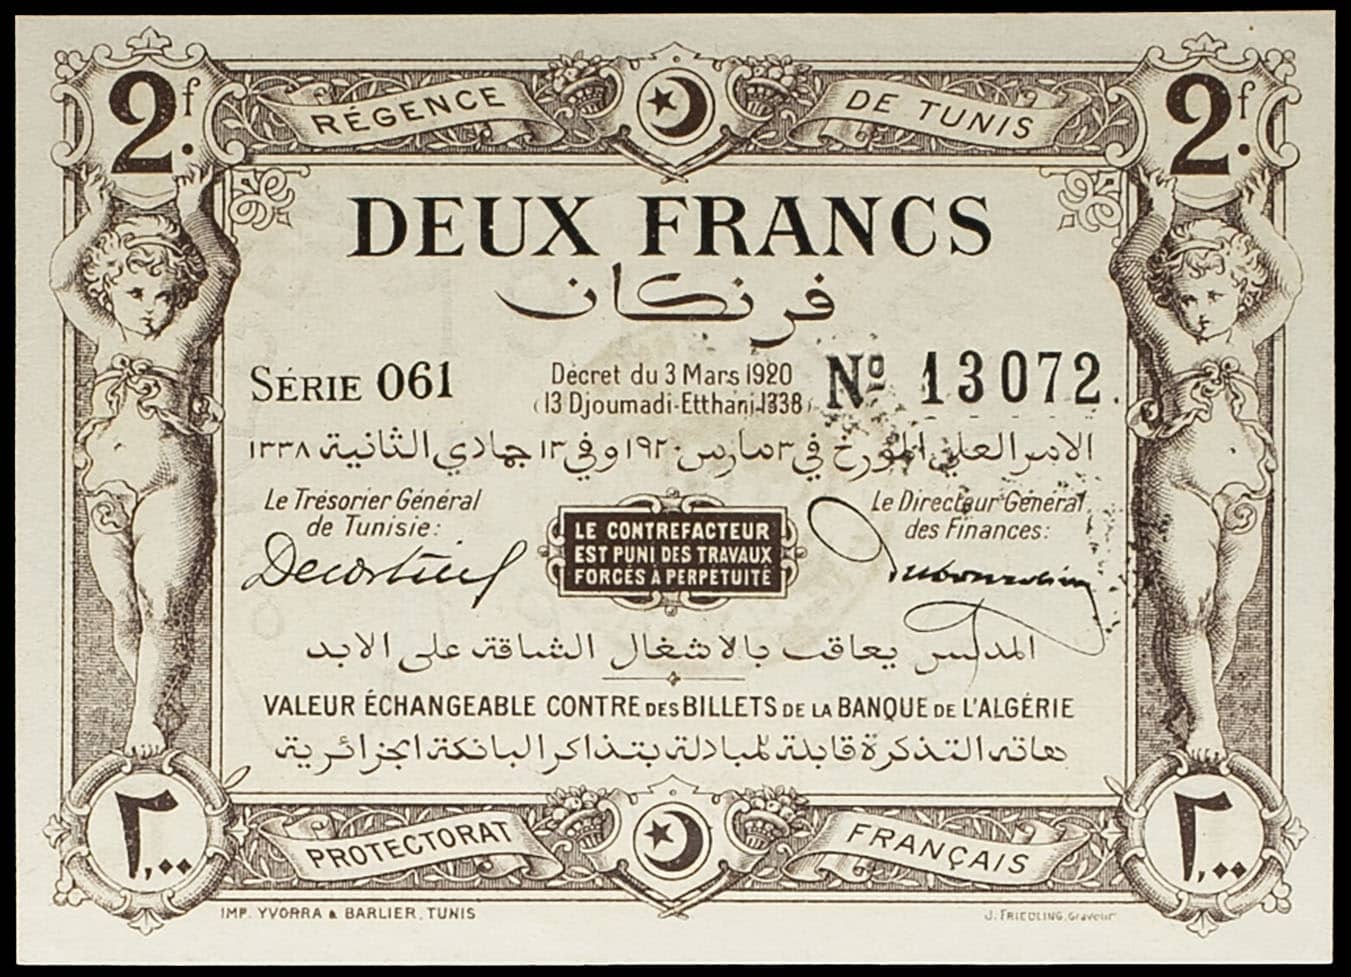 2f. RÉGENCE DE TUNIS 2f.
DEUX FRANCS
فرنكان
SÉRIE 061
Décret du 3 Mars 1920
(13 Djoumadi-Etthani-1338)
No 13072.
الامر العلي المؤرخ في ٣ مارس ١٩٢٠ وفي ١٣ جمادي الثانية ١٣٣٨
Le Trésorier Général
de Tunisie:
Le Directeur Général
des Finances:
LE CONTREFACTEUR
EST PUNI DES TRAVAUX
FORCÉS À PERPETUITÉ
المدلس يعاقب بالاشغال الشاقة على الابد
VALEUR ÉCHANGEABLE CONTRE DES BILLETS DE LA BANQUE DE L'ALGÉRIE
هاته التذكرة قابلة لمبادلة بتذاكر البانكة الجزائرية
٢,٠٠ PROTECTORAT FRANÇAIS ٢,٠٠
IMP. YVORRA & BARLIER, TUNIS
J. FRIEDLING, Graveur